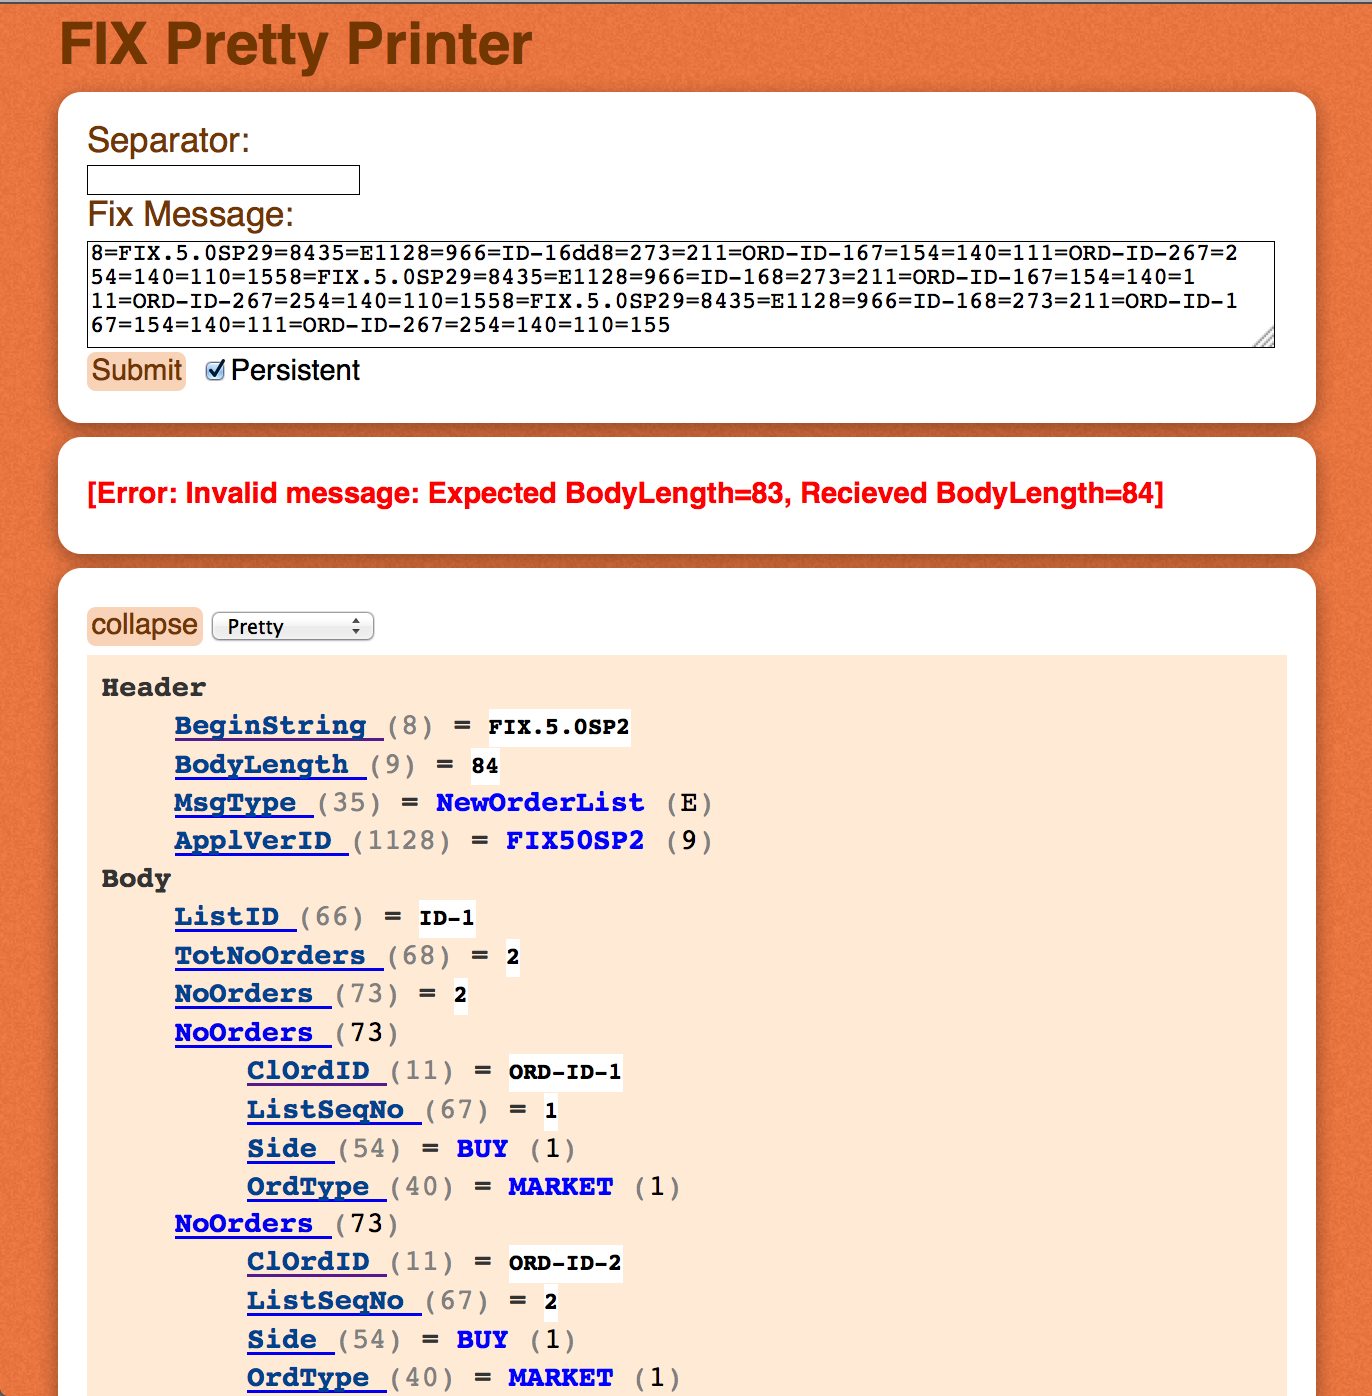 FIX Pretty Printer
Separator:
Fix Message:
8=FIX.5.0SP29=8435=E1128=966=ID-16dd8=273=211=ORD-ID-167=154=140=111=ORD-ID-267=2
54=140=110=1558=FIX.5.0SP29=8435=E1128=966=ID-168=273=211=ORD-ID-167=154=140=1
11=ORD-ID-267=254=140=110=1558=FIX.5.0SP29=8435=E1128=966=ID-168=273=211=ORD-ID-1
67=154=140=111=ORD-ID-267=254=140=110=155
Submit Persistent
[Error: Invalid message: Expected BodyLength=83, Recieved BodyLength=84]
collapse Pretty
Header
BeginString (8) = FIX.5.0SP2
BodyLength (9) = 84
MsgType (35) = NewOrderList (E)
ApplVerID (1128) = FIX50SP2 (9)
Body
ListID (66) = ID-1
TotNoOrders (68) = 2
NoOrders (73) = 2
NoOrders (73)
ClOrdID (11) = ORD-ID-1
ListSeqNo (67) = 1
Side (54) = BUY (1)
OrdType (40) = MARKET (1)
NoOrders (73)
ClOrdID (11) = ORD-ID-2
ListSeqNo (67) = 2
Side (54) = BUY (1)
OrdType (40) = MARKET (1)